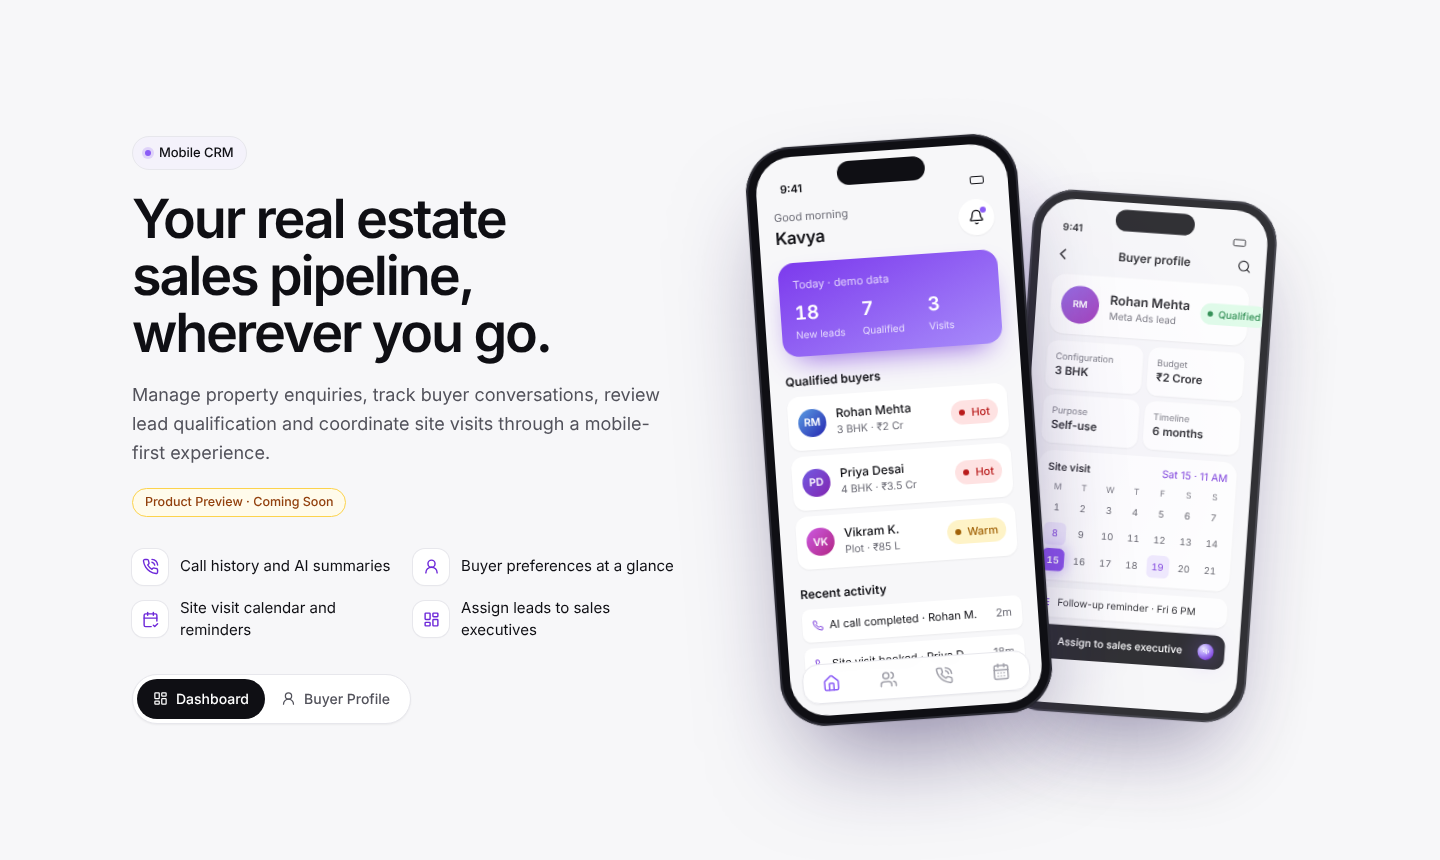 Mobile CRM
Your real estate
sales pipeline,
wherever you go.
Manage property enquiries, track buyer conversations, review
lead qualification and coordinate site visits through a mobile-
first experience.
Product Preview · Coming Soon
Call history and AI summaries
Buyer preferences at a glance
Site visit calendar and
reminders
Assign leads to sales
executives
Dashboard
Buyer Profile
9:41
Good morning
Kavya
Today · demo data
18 7 3
New leads Qualified Visits
Qualified buyers
RM Rohan Mehta Hot
3 BHK · ₹2 Cr
PD Priya Desai Hot
4 BHK · ₹3.5 Cr
VK Vikram K. Warm
Plot · ₹85 L
Recent activity
AI call completed · Rohan M. 2m
Site visit booked · Priya D. 18m
9:41
Buyer profile
RM Rohan Mehta Qualified
Meta Ads lead
Configuration
3 BHK
Budget
₹2 Crore
Purpose
Self-use
Timeline
6 months
Site visit Sat 15 · 11 AM
M T W T F S S
1 2 3 4 5 6 7
8 9 10 11 12 13 14
15 16 17 18 19 20 21
Follow-up reminder · Fri 6 PM
Assign to sales executive